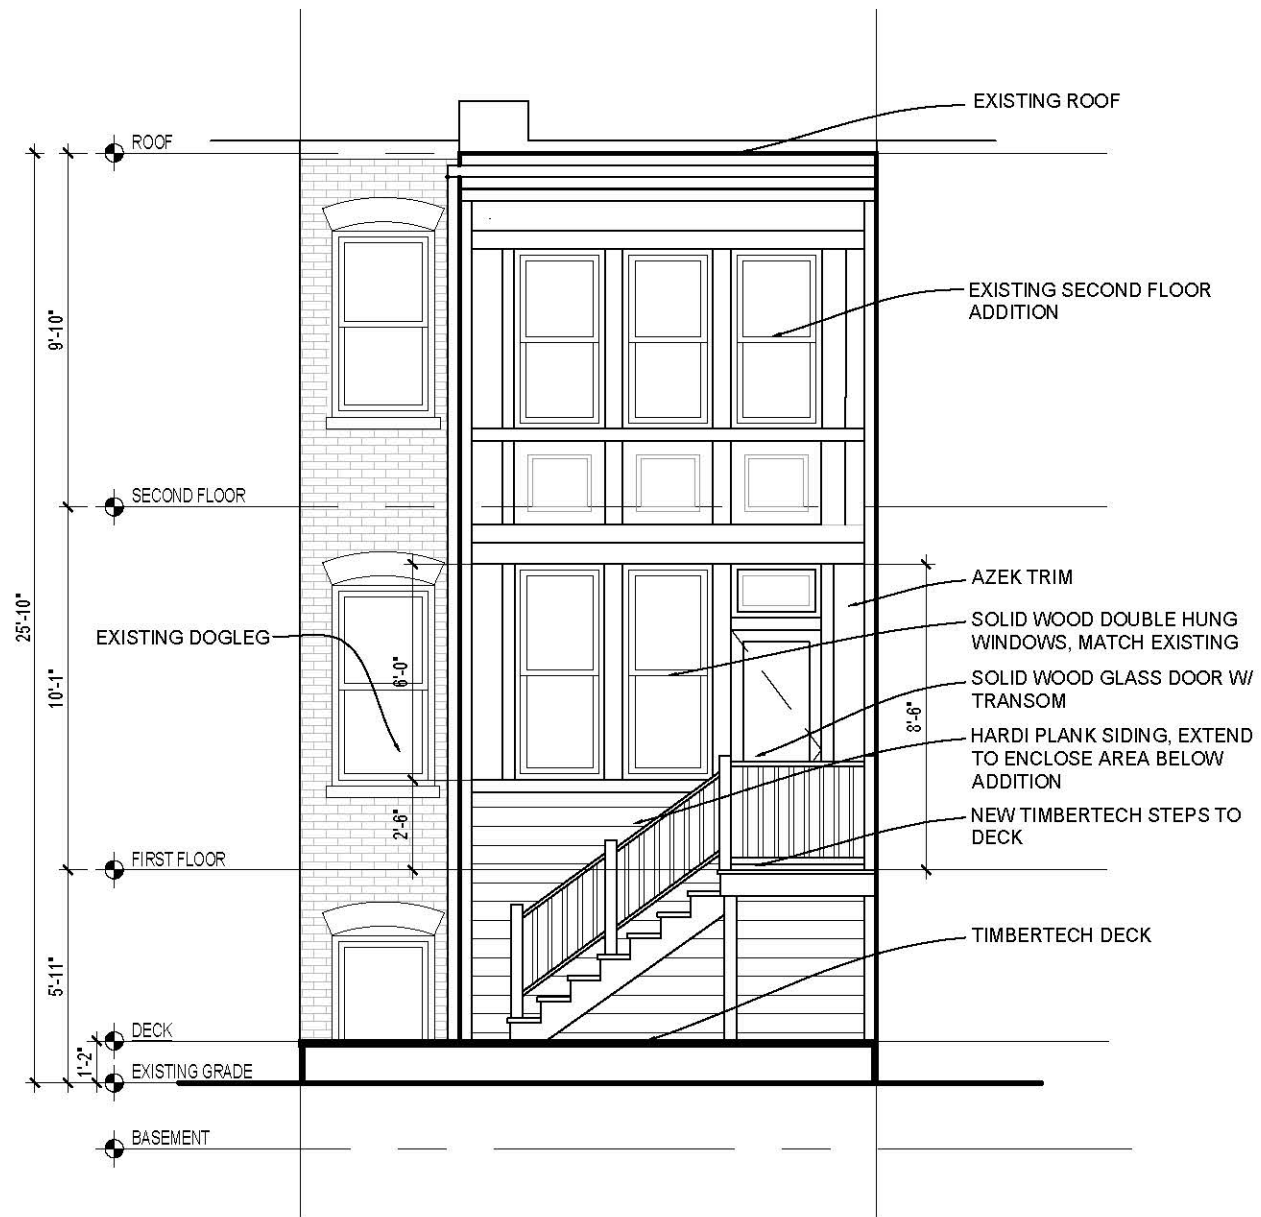 EXISTING ROOF
ROOF
EXISTING SECOND FLOOR
ADDITION
9'-10"
SECOND FLOOR
AZEK TRIM
25'-10"
SOLID WOOD DOUBLE HUNG
WINDOWS, MATCH EXISTING
EXISTING DOGLEG
6'-0"
10'-1"
SOLID WOOD GLASS DOOR W/
TRANSOM
8'-6"
HARDI PLANK SIDING, EXTEND
TO ENCLOSE AREA BELOW
ADDITION
2'-6"
NEW TIMBERTECH STEPS TO
DECK
FIRST FLOOR
TIMBERTECH DECK
5'-11"
DECK
1'-2"
EXISTING GRADE
BASEMENT